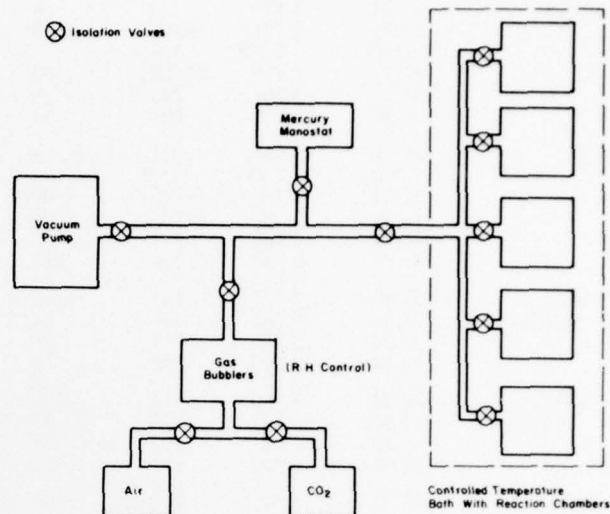 Isolation Valves
Mercury
Manostat
Vacuum
Pump
Gas
Bubblers
(R H Control)
Air
CO₂
Controlled Temperature
Bath With Reaction Chambers